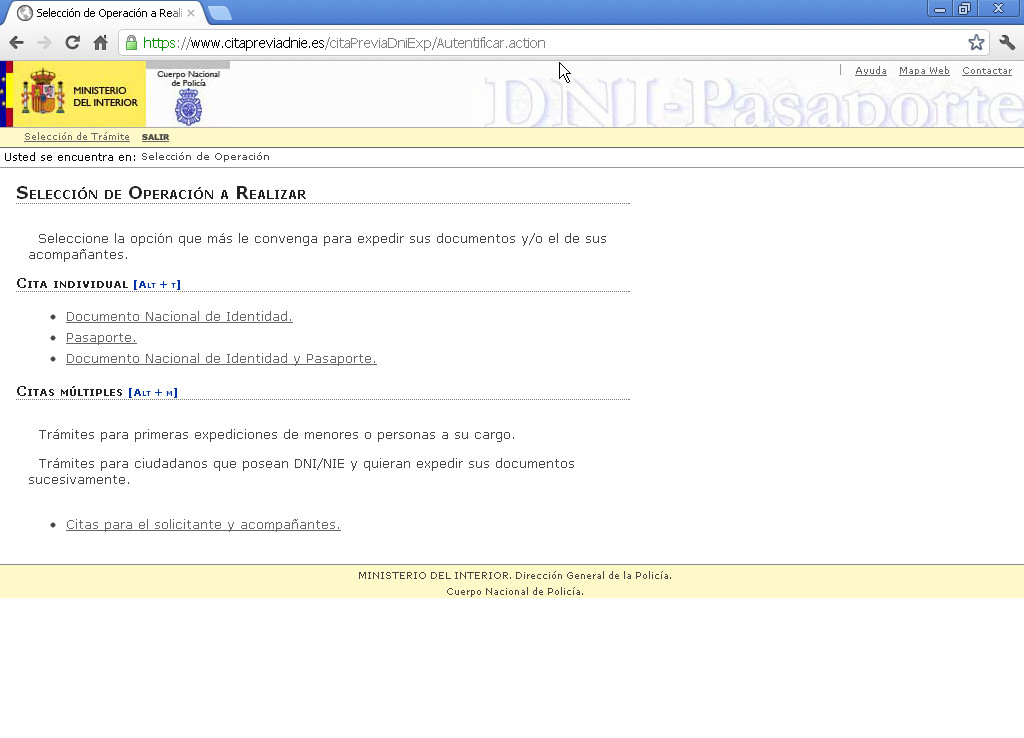 Selección de Operación a Reali
https://www.citapreviadnie.es/citaPreviaDniExp/Autentificar.action
MINISTERIO
DEL INTERIOR
Cuerpo Nacional
de Policía
DNI-Pasaporte
Ayuda Mapa Web Contactar
Selección de Trámite SALIR
Usted se encuentra en: Selección de Operación
Selección de Operación a Realizar
Seleccione la opción que más le convenga para expedir sus documentos y/o el de sus
acompañantes.
Cita individual [Alt + t]
• Documento Nacional de Identidad.
• Pasaporte.
• Documento Nacional de Identidad y Pasaporte.
Citas múltiples [Alt + m]
Trámites para primeras expediciones de menores o personas a su cargo.
Trámites para ciudadanos que posean DNI/NIE y quieran expedir sus documentos
sucesivamente.
• Citas para el solicitante y acompañantes.
MINISTERIO DEL INTERIOR. Dirección General de la Policía.
Cuerpo Nacional de Policía.